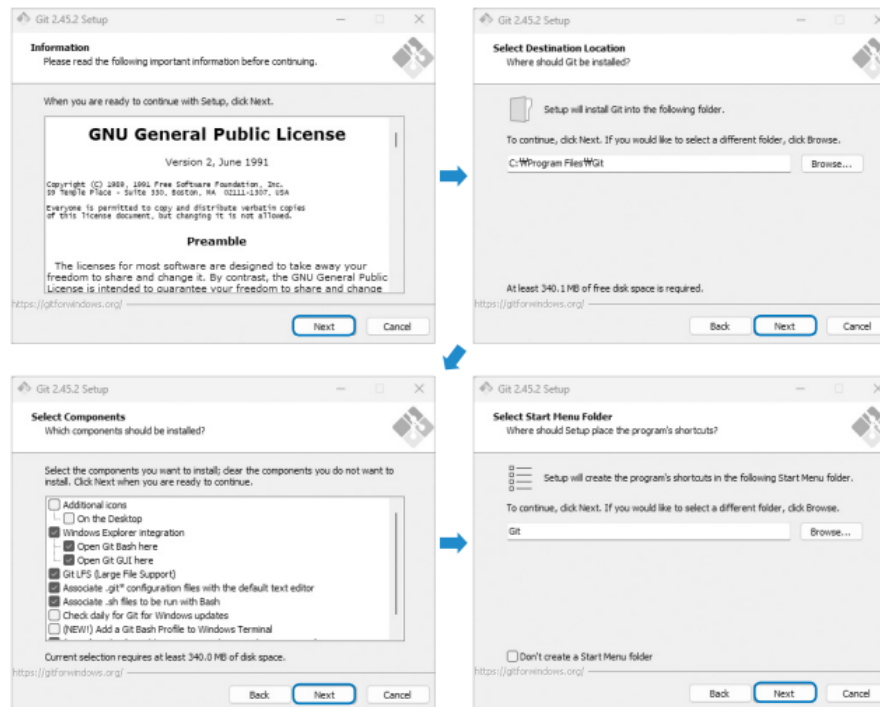 Git 2.45.2 Setup
Information
Please read the following important information before continuing.
When you are ready to continue with Setup, click Next.
GNU General Public License
Version 2, June 1991
Copyright (C) 1989, 1991 Free Software Foundation, Inc.
59 Temple Place - Suite 330, Boston, MA 02111-1307, USA
Everyone is permitted to copy and distribute verbatim copies
of this license document, but changing it is not allowed.
Preamble
The licenses for most software are designed to take away your
freedom to share and change it. By contrast, the GNU General Public
License is intended to guarantee your freedom to share and change
https://gitforwindows.org/
Next
Cancel
Git 2.45.2 Setup
Select Destination Location
Where should Git be installed?
Setup will install Git into the following folder.
To continue, click Next. If you would like to select a different folder, click Browse.
C:₩Program Files₩Git
Browse...
At least 340.1 MB of free disk space is required.
https://gitforwindows.org/
Back
Next
Cancel
Git 2.45.2 Setup
Select Components
Which components should be installed?
Select the components you want to install; clear the components you do not want to
install. Click Next when you are ready to continue.
Additional icons
On the Desktop
Windows Explorer integration
Open Git Bash here
Open Git GUI here
Git LFS (Large File Support)
Associate .git* configuration files with the default text editor
Associate .sh files to be run with Bash
Check daily for Git for Windows updates
(NEW!) Add a Git Bash Profile to Windows Terminal
Current selection requires at least 340.0 MB of disk space.
https://gitforwindows.org/
Back
Next
Cancel
Git 2.45.2 Setup
Select Start Menu Folder
Where should Setup place the program's shortcuts?
Setup will create the program's shortcuts in the following Start Menu folder.
To continue, click Next. If you would like to select a different folder, click Browse.
Git
Browse...
Don't create a Start Menu folder
https://gitforwindows.org/
Back
Next
Cancel